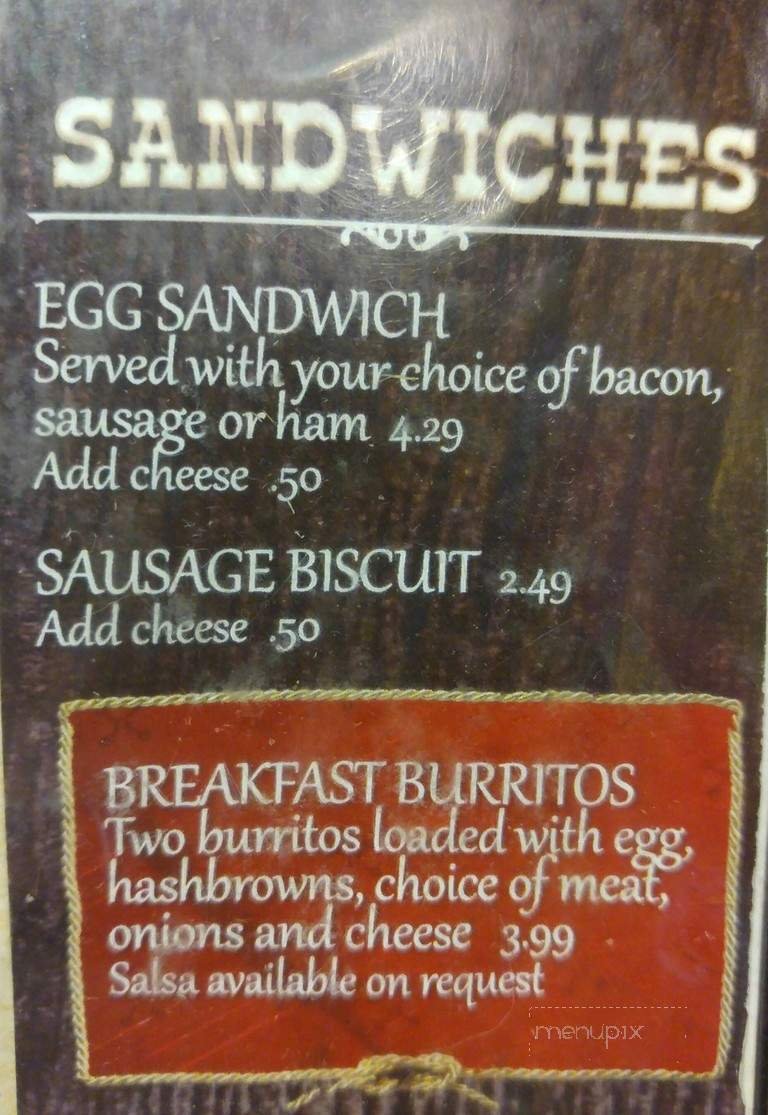 SANDWICHES
EGG SANDWICH
Served with your choice of bacon,
sausage or ham 4.29
Add cheese .50
SAUSAGE BISCUIT 2.49
Add cheese .50
BREAKFAST BURRITOS
Two burritos loaded with egg,
hashbrowns, choice of meat,
onions and cheese 3.99
Salsa available on request
menupix